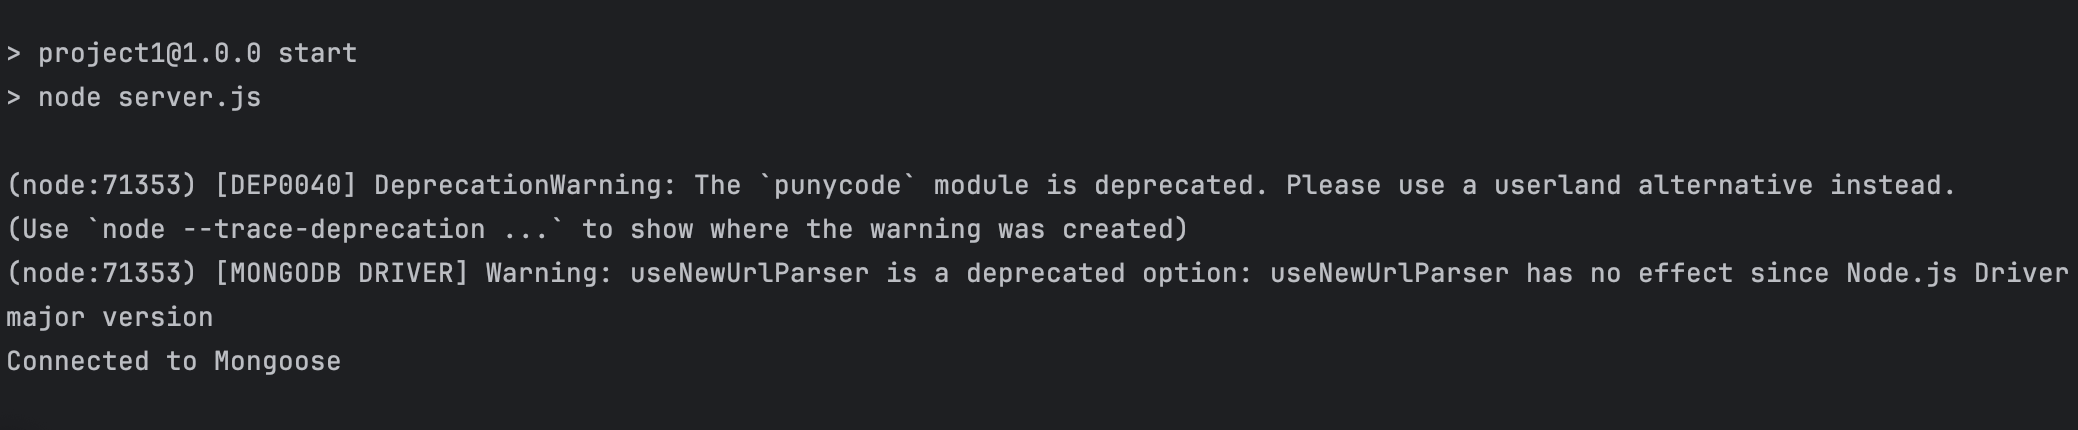 > project1@1.0.0 start
> node server.js
(node:71353) [DEP0040] DeprecationWarning: The `punycode` module is deprecated. Please use a userland alternative instead.
(Use `node --trace-deprecation ...` to show where the warning was created)
(node:71353) [MONGODB DRIVER] Warning: useNewUrlParser is a deprecated option: useNewUrlParser has no effect since Node.js Driver
major version
Connected to Mongoose